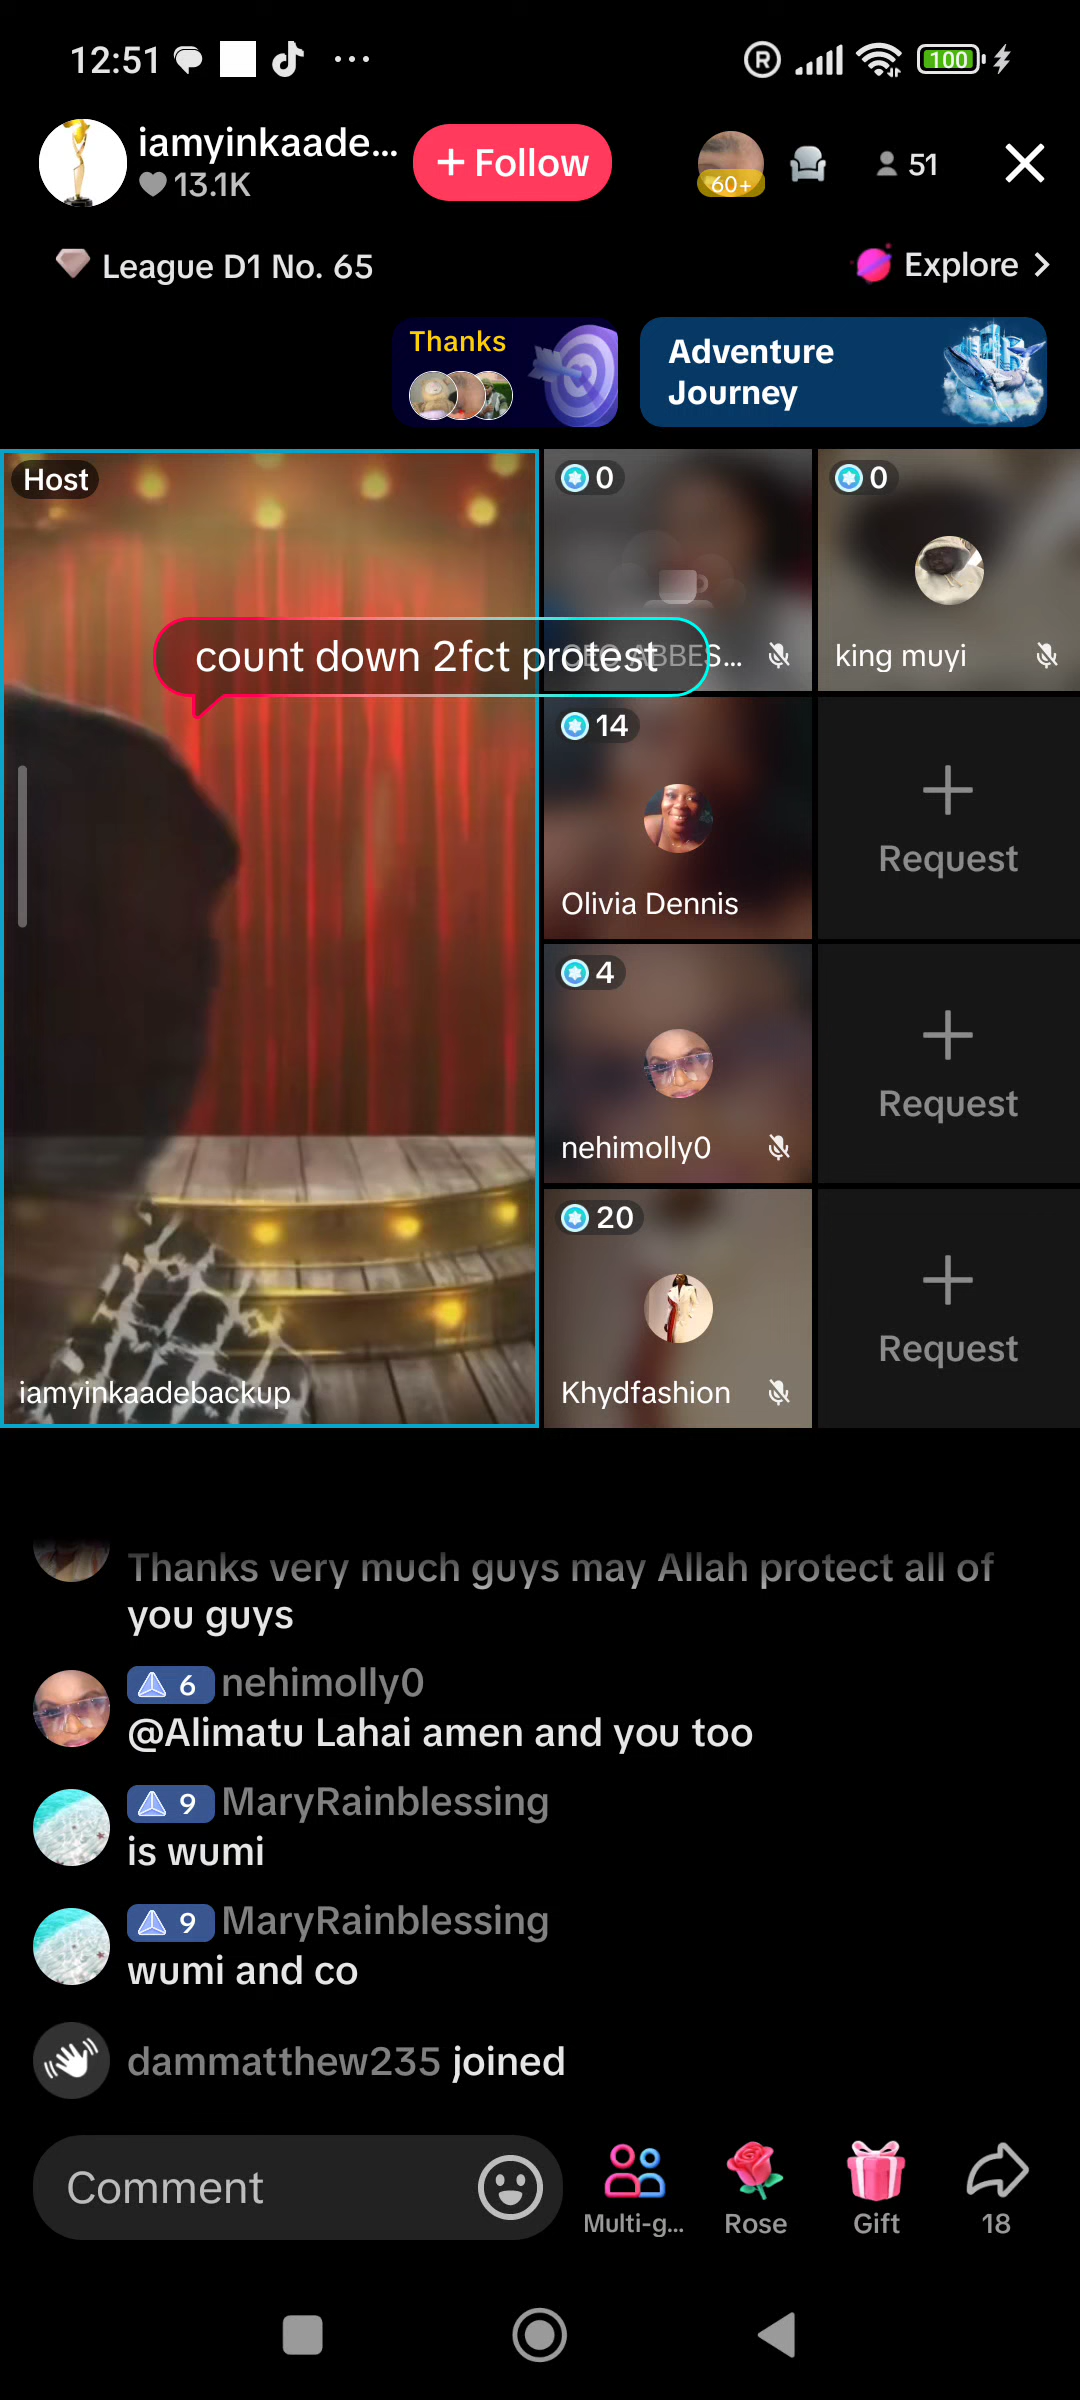 12:51
100
iamyinkaade...
13.1K
+ Follow
60+
51
League D1 No. 65
Explore >
Thanks
Adventure
Journey
Host
0
0
count down 2fct protest
king muyi
14
Olivia Dennis
Request
4
nehimolly0
Request
20
Khydfashion
Request
iamyinkaadebackup
Thanks very much guys may Allah protect all of
you guys
6 nehimolly0
@Alimatu Lahai amen and you too
9 MaryRainblessing
is wumi
9 MaryRainblessing
wumi and co
dammatthew235 joined
Comment
Multi-g...
Rose
Gift
18